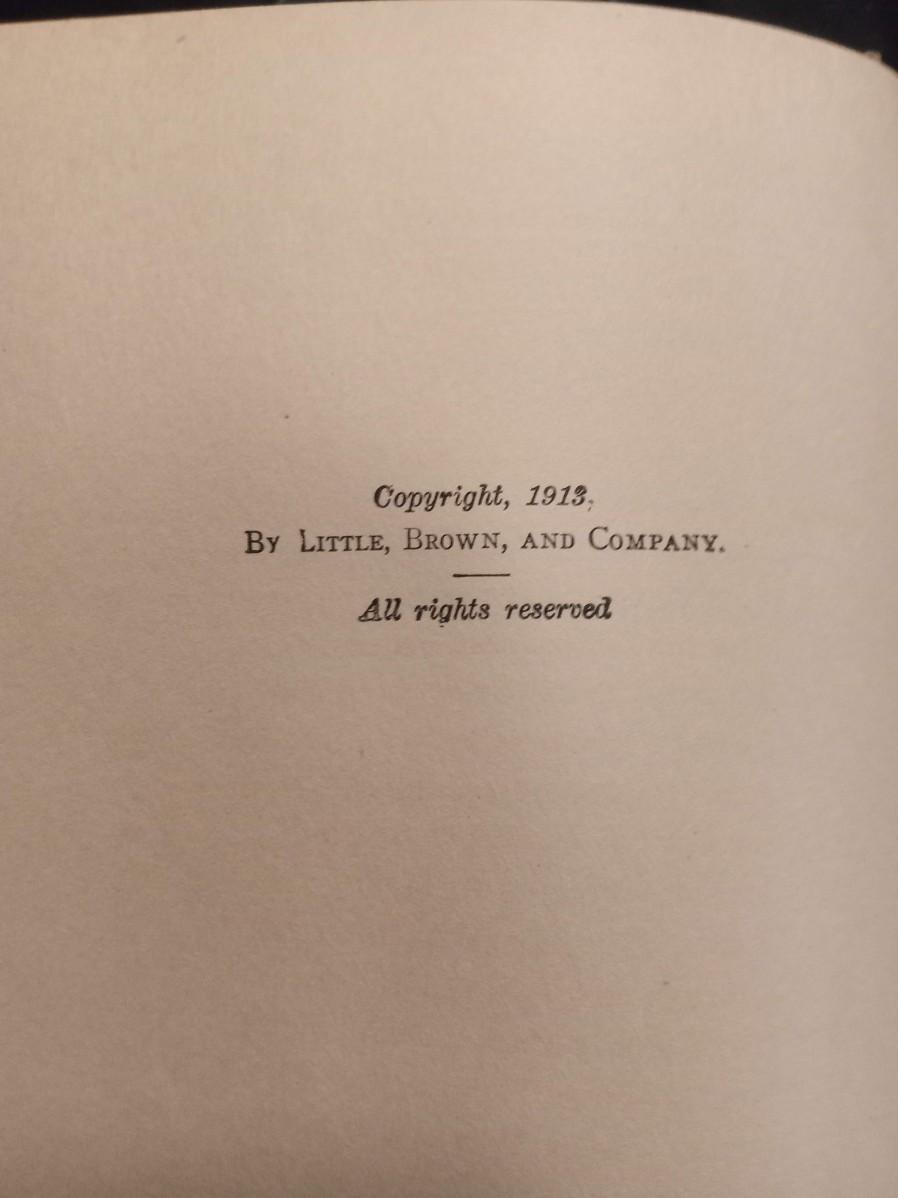 Copyright, 1913,
By Little, Brown, and Company.
All rights reserved